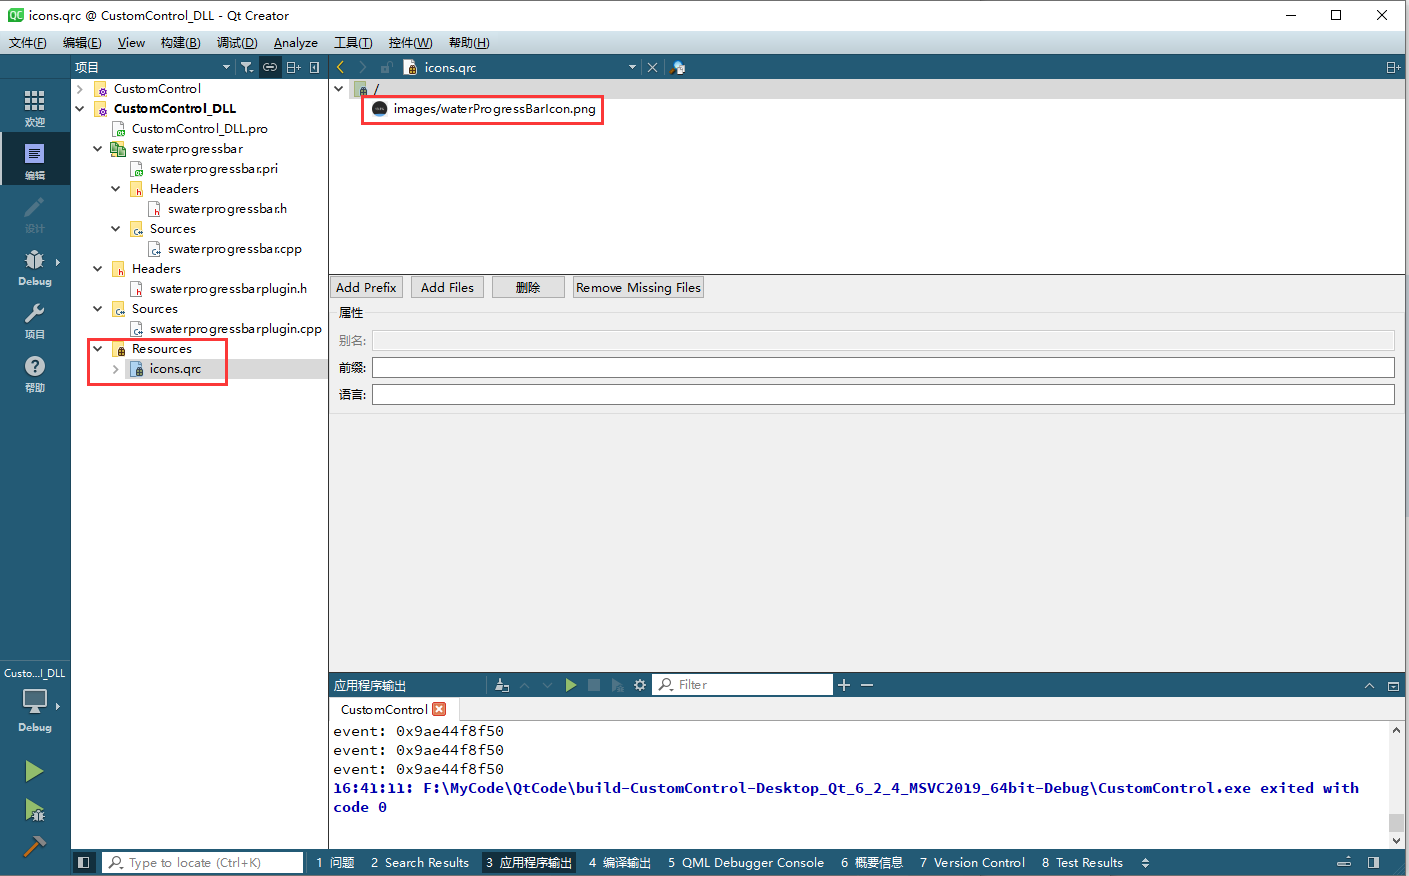 icons.qrc @ CustomControl_DLL - Qt Creator
文件(F) 编辑(E) View 构建(B) 调试(D) Analyze 工具(T) 控件(W) 帮助(H)
项目
icons.qrc
欢迎
编辑
设计
Debug
项目
帮助
Custo...l_DLL
Debug
CustomControl
CustomControl_DLL
CustomControl_DLL.pro
swaterprogressbar
swaterprogressbar.pri
Headers
swaterprogressbar.h
Sources
swaterprogressbar.cpp
Headers
swaterprogressbarplugin.h
Sources
swaterprogressbarplugin.cpp
Resources
icons.qrc
/
images/waterProgressBarIcon.png
Add Prefix Add Files 删除 Remove Missing Files
属性
别名:
前缀:
语言:
应用程序输出 Filter
CustomControl
event: 0x9ae44f8f50
event: 0x9ae44f8f50
event: 0x9ae44f8f50
16:41:11: F:\MyCode\QtCode\build-CustomControl-Desktop_Qt_6_2_4_MSVC2019_64bit-Debug\CustomControl.exe exited with
code 0
Type to locate (Ctrl+K) 1 问题 2 Search Results 3 应用程序输出 4 编译输出 5 QML Debugger Console 6 概要信息 7 Version Control 8 Test Results